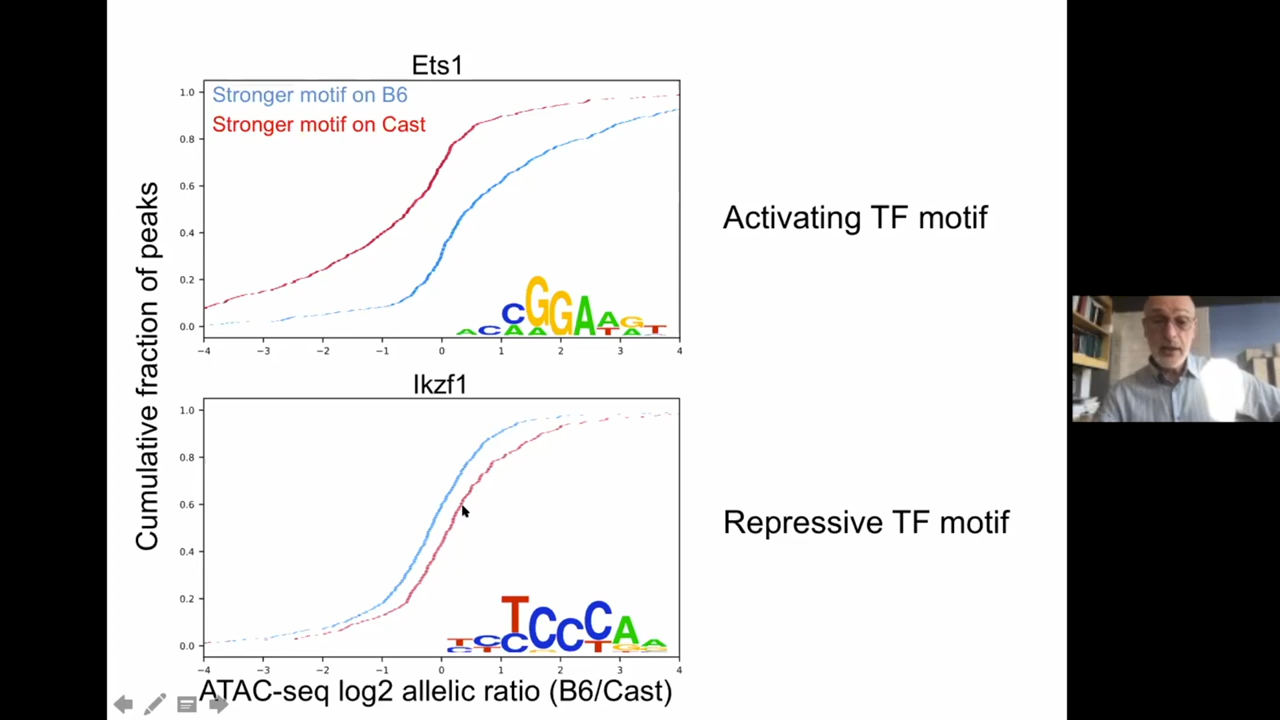 Ets1
Stronger motif on B6
Stronger motif on Cast
1.0
0.8
0.6
0.4
0.2
0.0
−4 −3 −2 −1 0 1 2 3 4
Activating TF motif
Cumulative fraction of peaks
Ikzf1
1.0
0.8
0.6
0.4
0.2
0.0
−4 −3 −2 −1 0 1 2 3 4
Repressive TF motif
ATAC-seq log2 allelic ratio (B6/Cast)